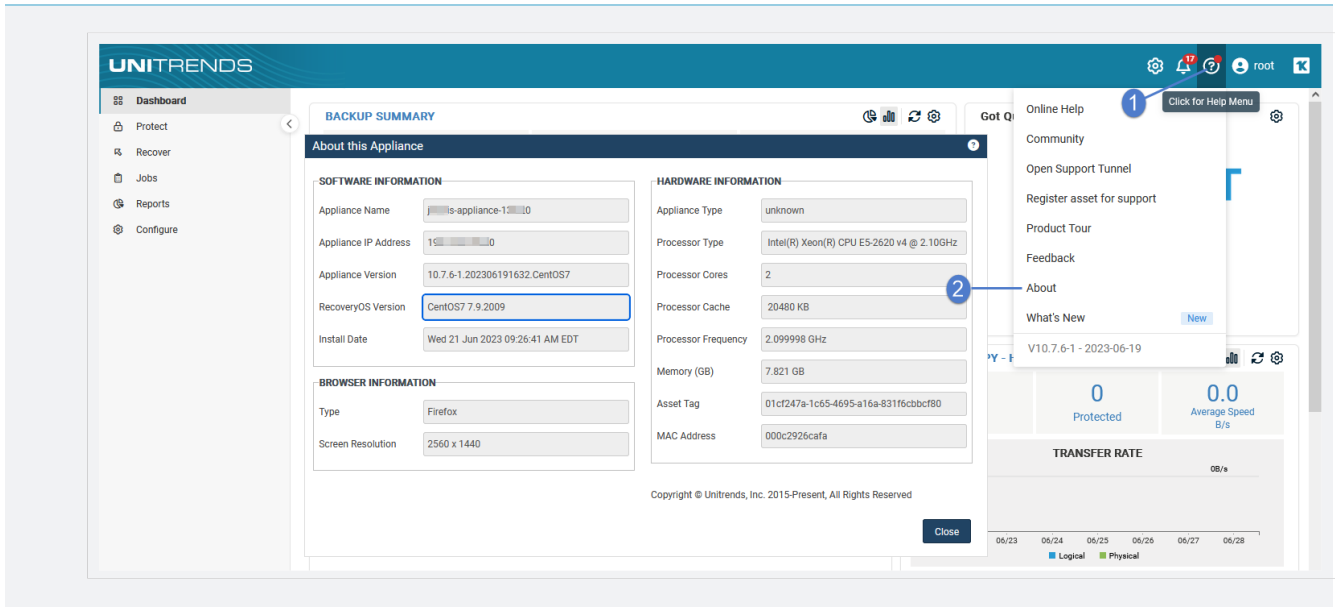 UNITRENDS
17
root
Dashboard
Protect
Recover
Jobs
Reports
Configure
BACKUP SUMMARY
Got Qu
1
Click for Help Menu
Online Help
Community
Open Support Tunnel
Register asset for support
Product Tour
Feedback
2
About
What's New New
V10.7.6-1 - 2023-06-19
About this Appliance
SOFTWARE INFORMATION
Appliance Name
is-appliance-1
Appliance IP Address
Appliance Version 10.7.6-1.202306191632.CentOS7
RecoveryOS Version CentOS7 7.9.2009
Install Date Wed 21 Jun 2023 09:26:41 AM EDT
BROWSER INFORMATION
Type Firefox
Screen Resolution 2560 x 1440
HARDWARE INFORMATION
Appliance Type unknown
Processor Type Intel(R) Xeon(R) CPU E5-2620 v4 @ 2.10GHz
Processor Cores 2
Processor Cache 20480 KB
Processor Frequency 2.099998 GHz
Memory (GB) 7.821 GB
Asset Tag 01cf247a-1c65-4695-a16a-831f6cbbcf80
MAC Address 000c2926cafa
Copyright © Unitrends, Inc. 2015-Present, All Rights Reserved
Close
PY - H
0
Protected
0.0
Average Speed
B/s
TRANSFER RATE
0B/s
06/23 06/24 06/25 06/26 06/27 06/28
Logical Physical